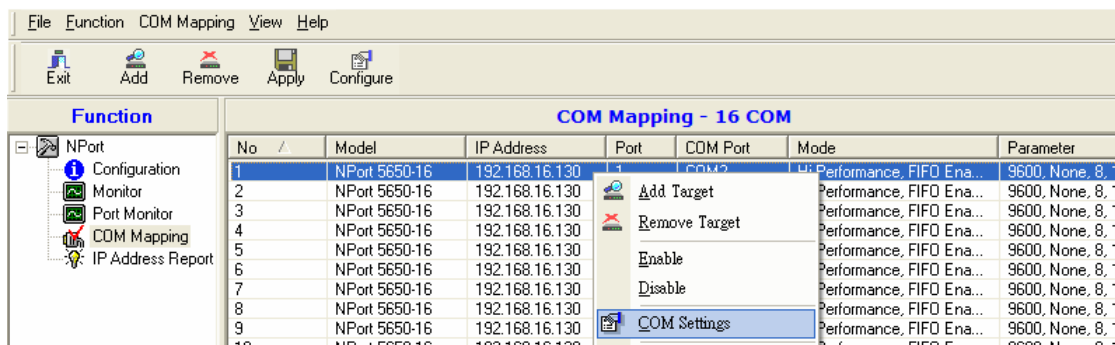 File Function COM Mapping View Help
Exit Add Remove Apply Configure
Function
COM Mapping - 16 COM
NPort
Configuration
Monitor
Port Monitor
COM Mapping
IP Address Report
No Model IP Address Port COM Port Mode Parameter
1 NPort 5650-16 192.168.16.130 1 COM2 Hi Performance, FIFO Ena... 9600, None, 8,
2 NPort 5650-16 192.168.16.130 Performance, FIFO Ena... 9600, None, 8,
3 NPort 5650-16 192.168.16.130 Performance, FIFO Ena... 9600, None, 8,
4 NPort 5650-16 192.168.16.130 Performance, FIFO Ena... 9600, None, 8,
5 NPort 5650-16 192.168.16.130 Performance, FIFO Ena... 9600, None, 8,
6 NPort 5650-16 192.168.16.130 Performance, FIFO Ena... 9600, None, 8,
7 NPort 5650-16 192.168.16.130 Performance, FIFO Ena... 9600, None, 8,
8 NPort 5650-16 192.168.16.130 Performance, FIFO Ena... 9600, None, 8,
9 NPort 5650-16 192.168.16.130 Performance, FIFO Ena... 9600, None, 8,
Add Target
Remove Target
Enable
Disable
COM Settings